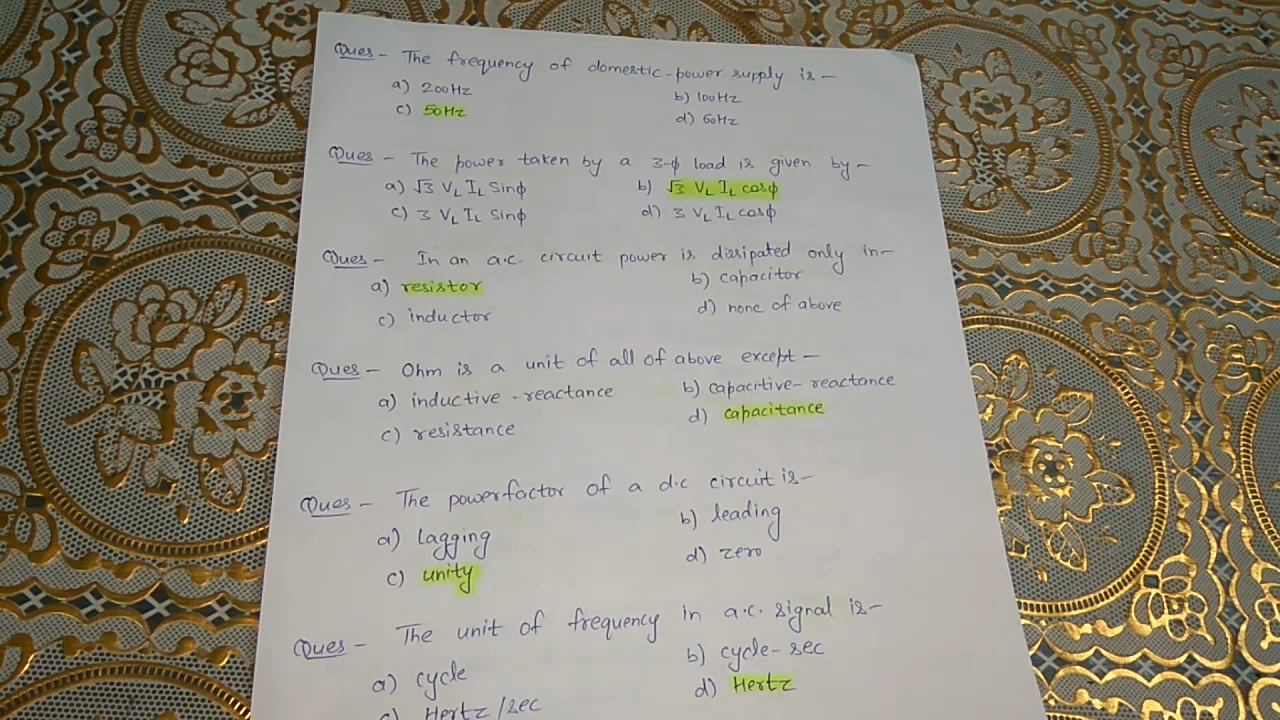 Ques - The frequency of domestic-power supply is -
a) 200Hz b) 100Hz
c) 50Hz d) 60Hz
Ques - The power taken by a 3-ϕ load is given by -
a) √3 VL IL Sinϕ b) √3 VL IL cosϕ
c) 3 VL IL Sinϕ d) 3 VL IL cosϕ
Ques - In an a.c. circuit power is dissipated only in -
a) resistor b) capacitor
c) inductor d) none of above
Ques - Ohm is a unit of all of above except -
a) inductive - reactance b) capacitive - reactance
c) resistance d) capacitance
Ques - The powerfactor of a d.c circuit is -
a) lagging b) leading
c) unity d) zero
Ques - The unit of frequency in a.c. signal is -
a) cycle b) cycle-sec
c) Hertz/sec d) Hertz